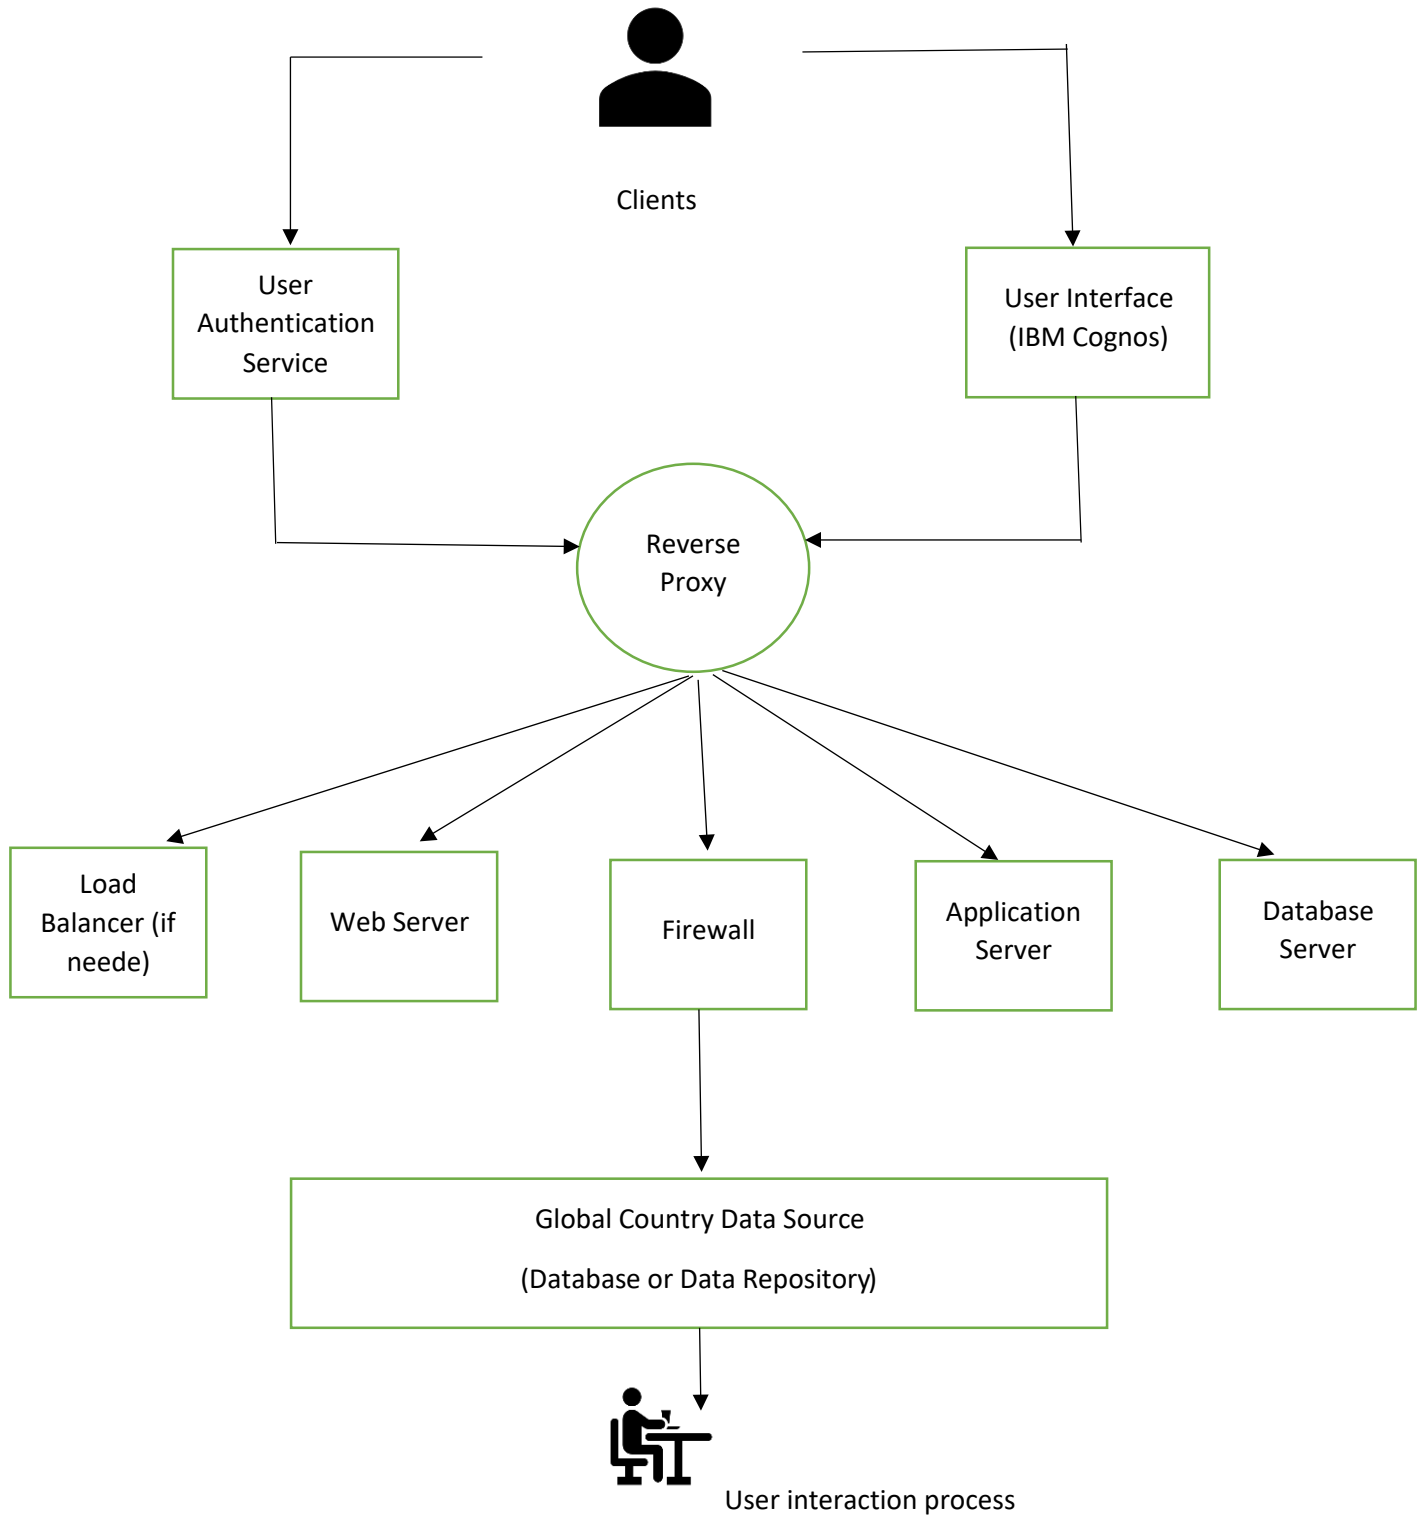 Clients
User
Authentication
Service
User Interface
(IBM Cognos)
Reverse
Proxy
Load
Balancer (if
neede)
Web Server
Firewall
Application
Server
Database
Server
Global Country Data Source
(Database or Data Repository)
User interaction process